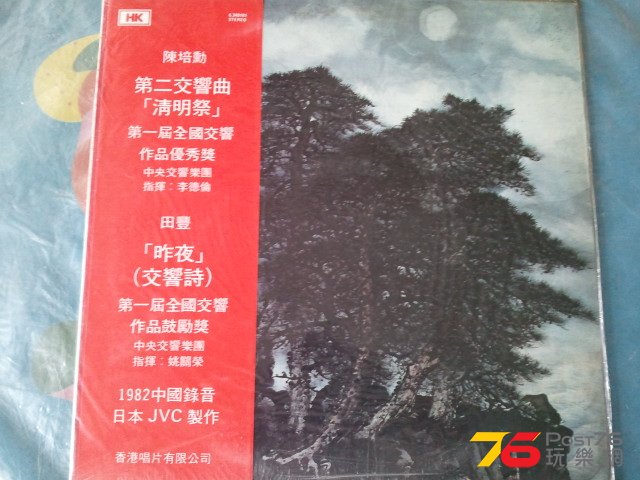 HK
STEREO
陳培勳
第二交響曲
「清明祭」
第一屆全國交響
作品優秀獎
中央交響樂團
指揮：李德倫
田豐
「昨夜」
（交響詩）
第一屆全國交響
作品鼓勵獎
中央交響樂團
指揮：姚關榮
1982中國錄音
日本 JVC 製作
香港唱片有限公司
76 Post76
玩樂網